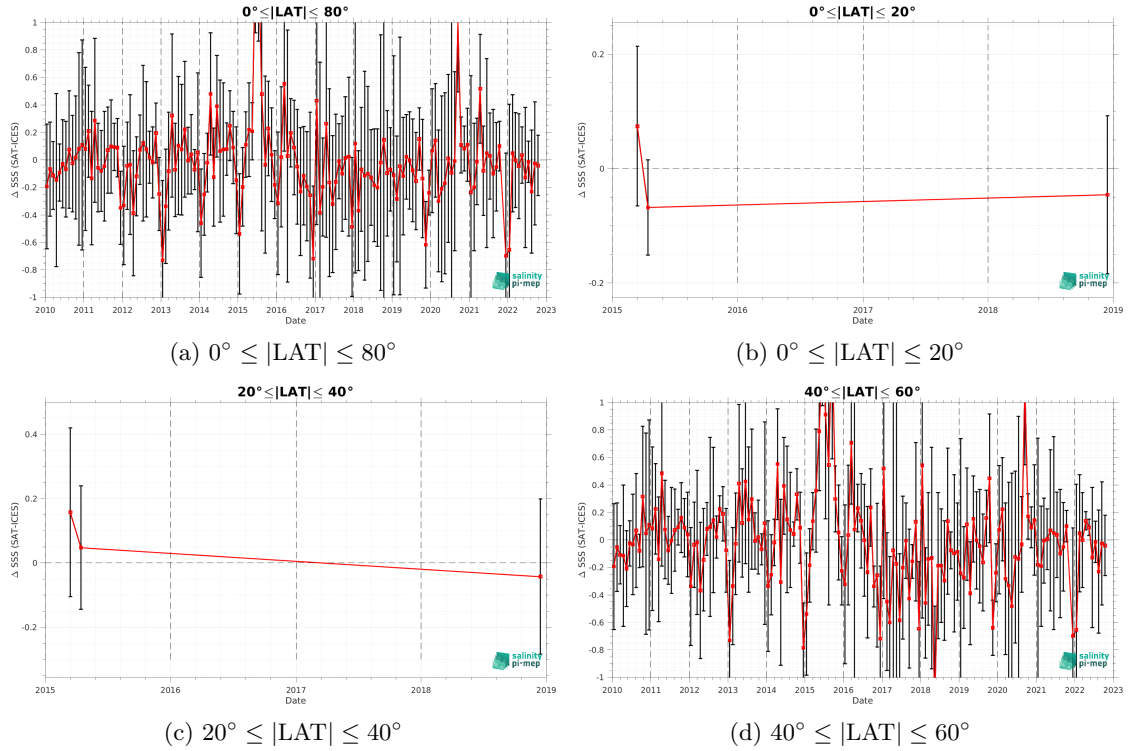 0°≤|LAT|≤ 80°
1
0.8
0.6
0.4
0.2
0
-0.2
-0.4
-0.6
-0.8
-1
Δ SSS (SAT-ICES)
2010 2011 2012 2013 2014 2015 2016 2017 2018 2019 2020 2021 2022 2023
Date
salinity
pi-mep
(a) 0° ≤ |LAT| ≤ 80°
0°≤|LAT|≤ 20°
0.2
0
-0.2
Δ SSS (SAT-ICES)
2015 2016 2017 2018 2019
Date
salinity
pi-mep
(b) 0° ≤ |LAT| ≤ 20°
20°≤|LAT|≤ 40°
0.4
0.2
0
-0.2
Δ SSS (SAT-ICES)
2015 2016 2017 2018 2019
Date
salinity
pi-mep
(c) 20° ≤ |LAT| ≤ 40°
40°≤|LAT|≤ 60°
1
0.8
0.6
0.4
0.2
0
-0.2
-0.4
-0.6
-0.8
-1
Δ SSS (SAT-ICES)
2010 2011 2012 2013 2014 2015 2016 2017 2018 2019 2020 2021 2022 2023
Date
salinity
pi-mep
(d) 40° ≤ |LAT| ≤ 60°